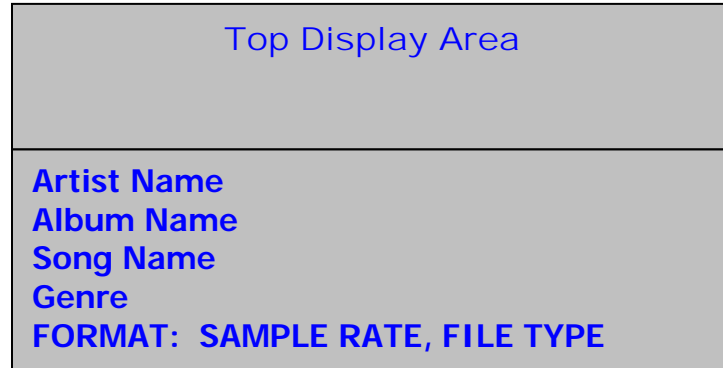 Top Display Area
Artist Name
Album Name
Song Name
Genre
FORMAT: SAMPLE RATE, FILE TYPE